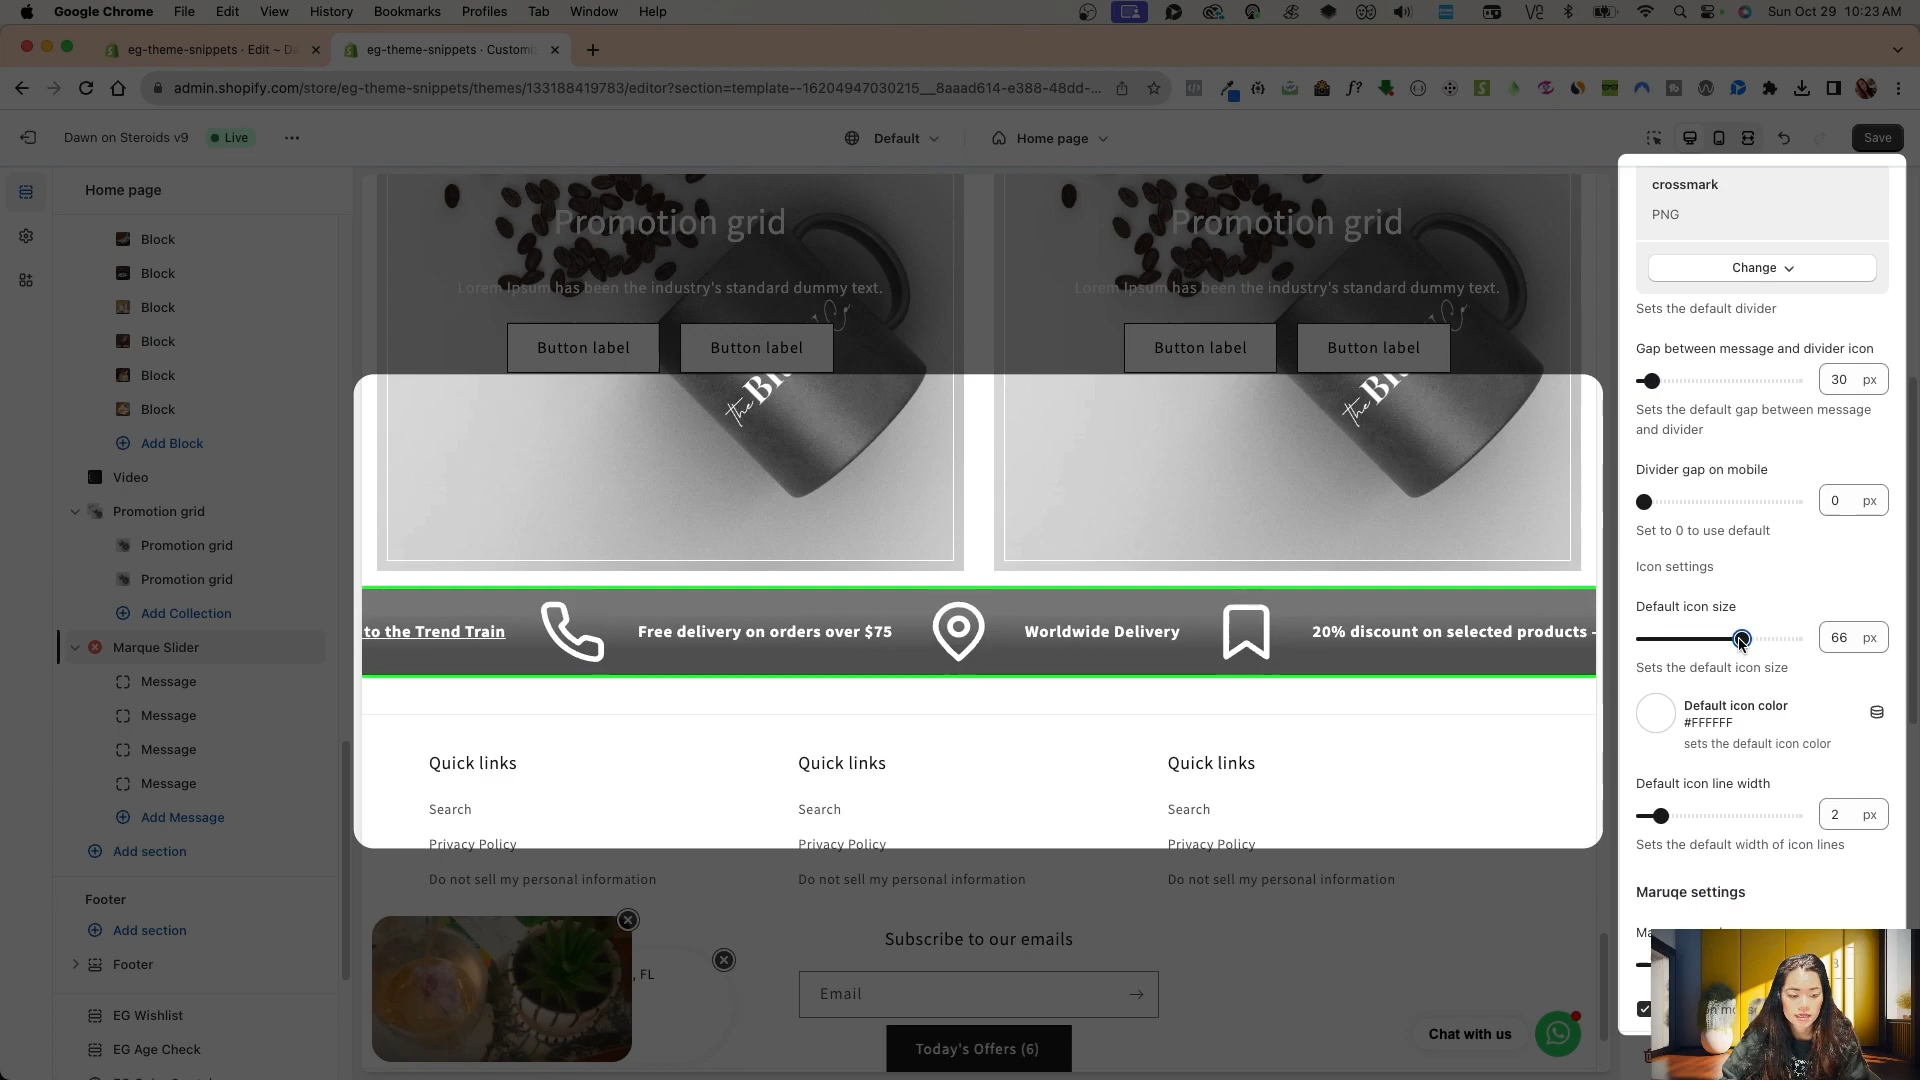 Google Chrome File Edit View History Bookmarks Profiles Tab Window Help
Sun Oct 29 10:23 AM
eg-theme-snippets · Edit ~ Da
eg-theme-snippets · Customi
admin.shopify.com/store/eg-theme-snippets/themes/133188419783/editor?section=template--16204947030215__8aaad614-e388-48dd-...
Dawn on Steroids v9
Live
Default
Home page
Save
Home page
Block
Block
Block
Block
Block
Block
Add Block
Video
Promotion grid
Promotion grid
Promotion grid
Add Collection
Marque Slider
Message
Message
Message
Message
Add Message
Add section
Footer
Add section
Footer
EG Wishlist
EG Age Check
Promotion grid
Lorem Ipsum has been the industry's standard dummy text.
Button label
Button label
Promotion grid
Lorem Ipsum has been the industry's standard dummy text.
Button label
Button label
to the Trend Train
Free delivery on orders over $75
Worldwide Delivery
20% discount on selected products -
Quick links
Search
Privacy Policy
Do not sell my personal information
Quick links
Search
Privacy Policy
Do not sell my personal information
Quick links
Search
Privacy Policy
Do not sell my personal information
, FL
Subscribe to our emails
Email
Today's Offers (6)
Chat with us
crossmark
PNG
Change
Sets the default divider
Gap between message and divider icon
30 px
Sets the default gap between message
and divider
Divider gap on mobile
0 px
Set to 0 to use default
Icon settings
Default icon size
66 px
Sets the default icon size
Default icon color
#FFFFFF
sets the default icon color
Default icon line width
2 px
Sets the default width of icon lines
Maruqe settings